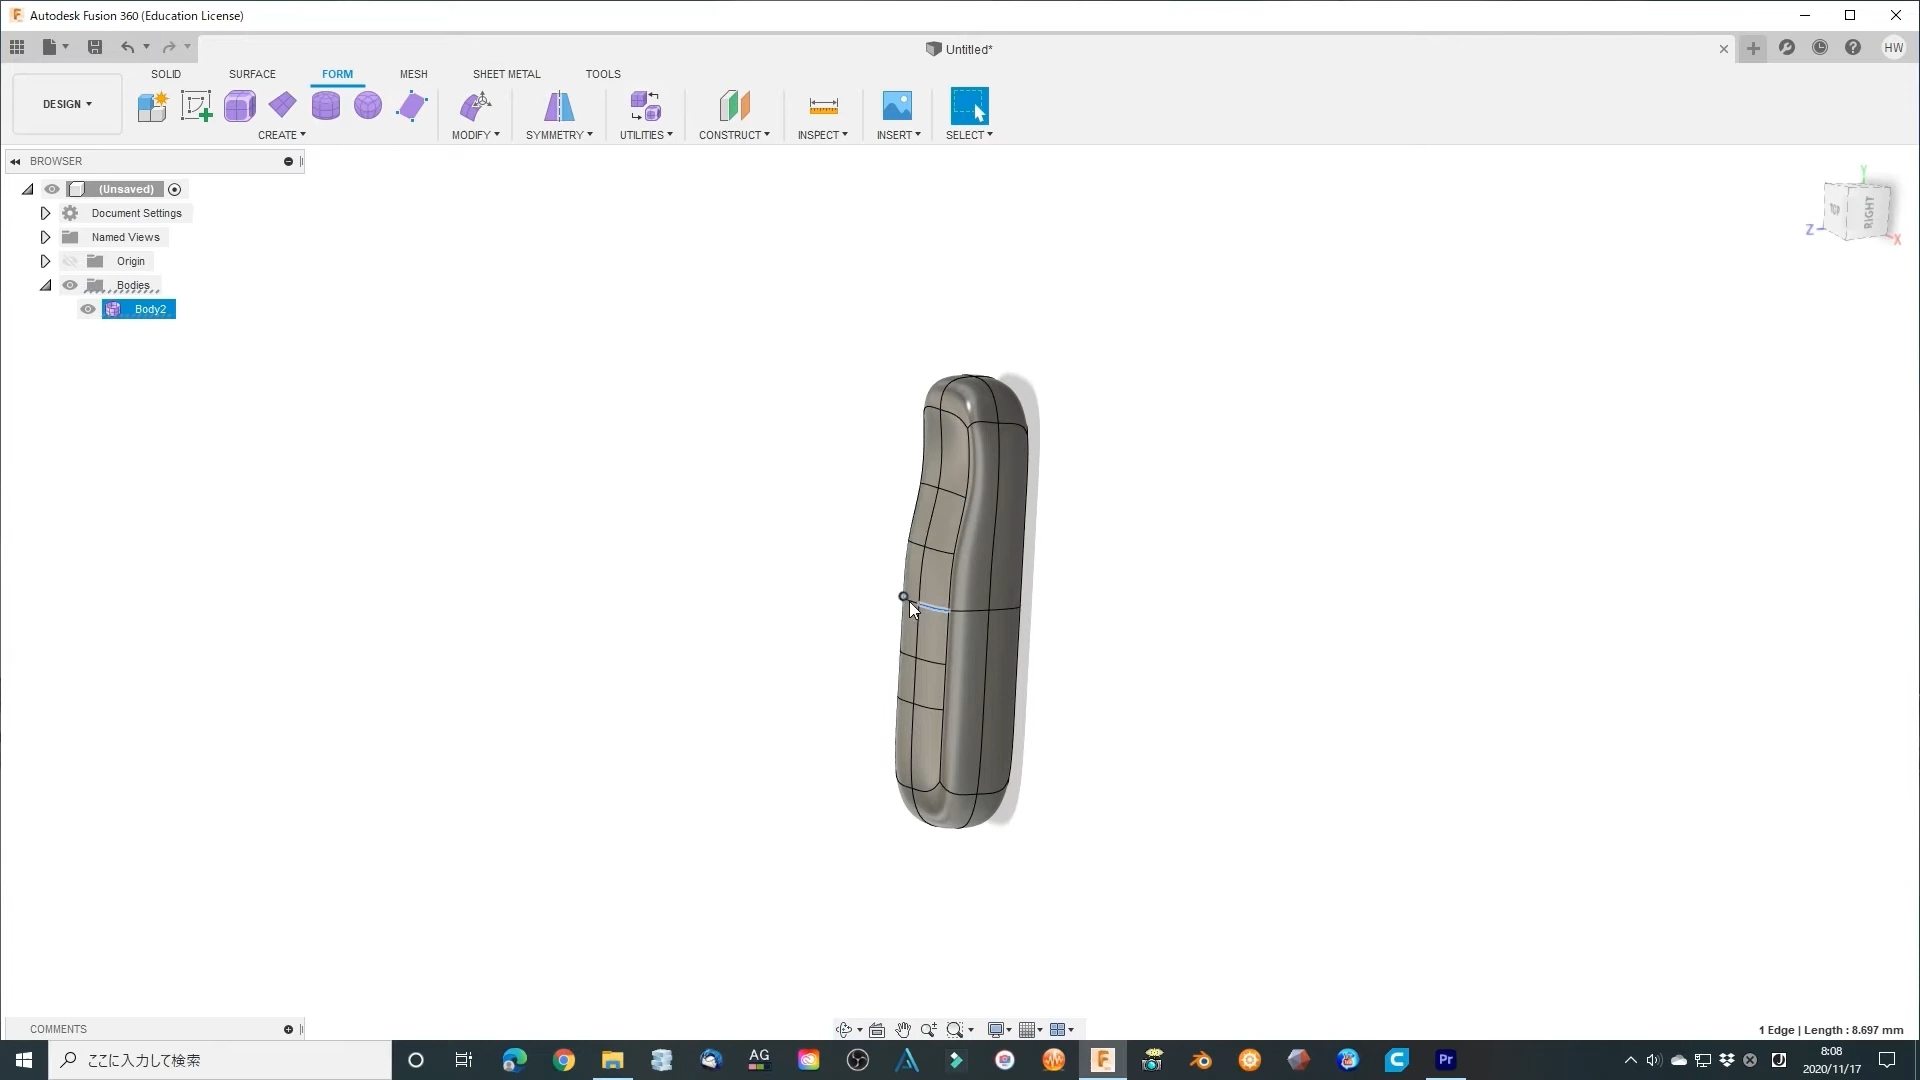 Autodesk Fusion 360 (Education License)
Untitled*
HW
SOLID SURFACE FORM MESH SHEET METAL TOOLS
DESIGN
CREATE MODIFY SYMMETRY UTILITIES CONSTRUCT INSPECT INSERT SELECT
BROWSER
(Unsaved)
Document Settings
Named Views
Origin
Bodies
Body2
Y
TOP
RIGHT
Z
X
COMMENTS
1 Edge | Length : 8.697 mm
ここに入力して検索
AG
F
Pr
8:08
2020/11/17